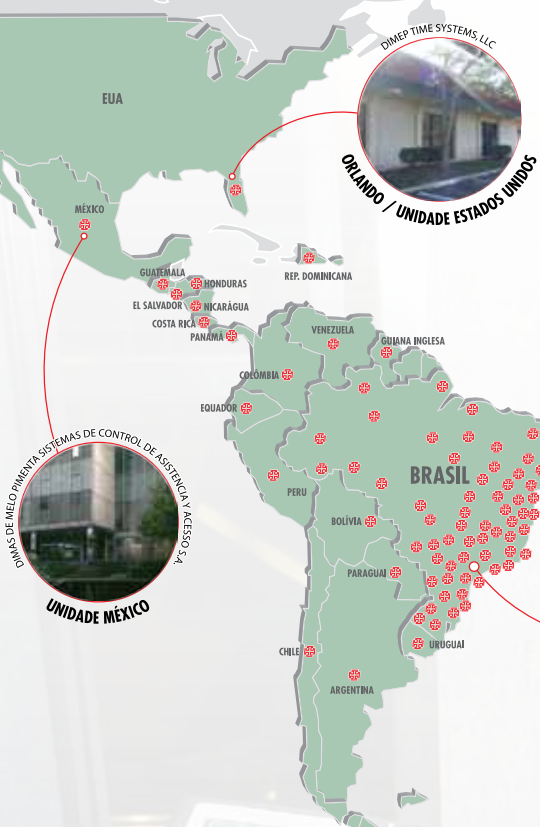 DIMEP TIME SYSTEMS, LLC
EUA
ORLANDO / UNIDADE ESTADOS UNIDOS
MÉXICO
GUATEMALA
HONDURAS
REP. DOMINICANA
EL SALVADOR
NICARÁGUA
COSTA RICA
PANAMÁ
VENEZUELA
GUIANA INGLESA
COLÔMBIA
EQUADOR
DIMAS DE MELO PIMENTA SISTEMAS DE CONTROL DE ASISTENCIA Y ACESSO S.A.
BRASIL
PERU
BOLÍVIA
PARAGUAI
UNIDADE MÉXICO
CHILE
URUGUAI
ARGENTINA